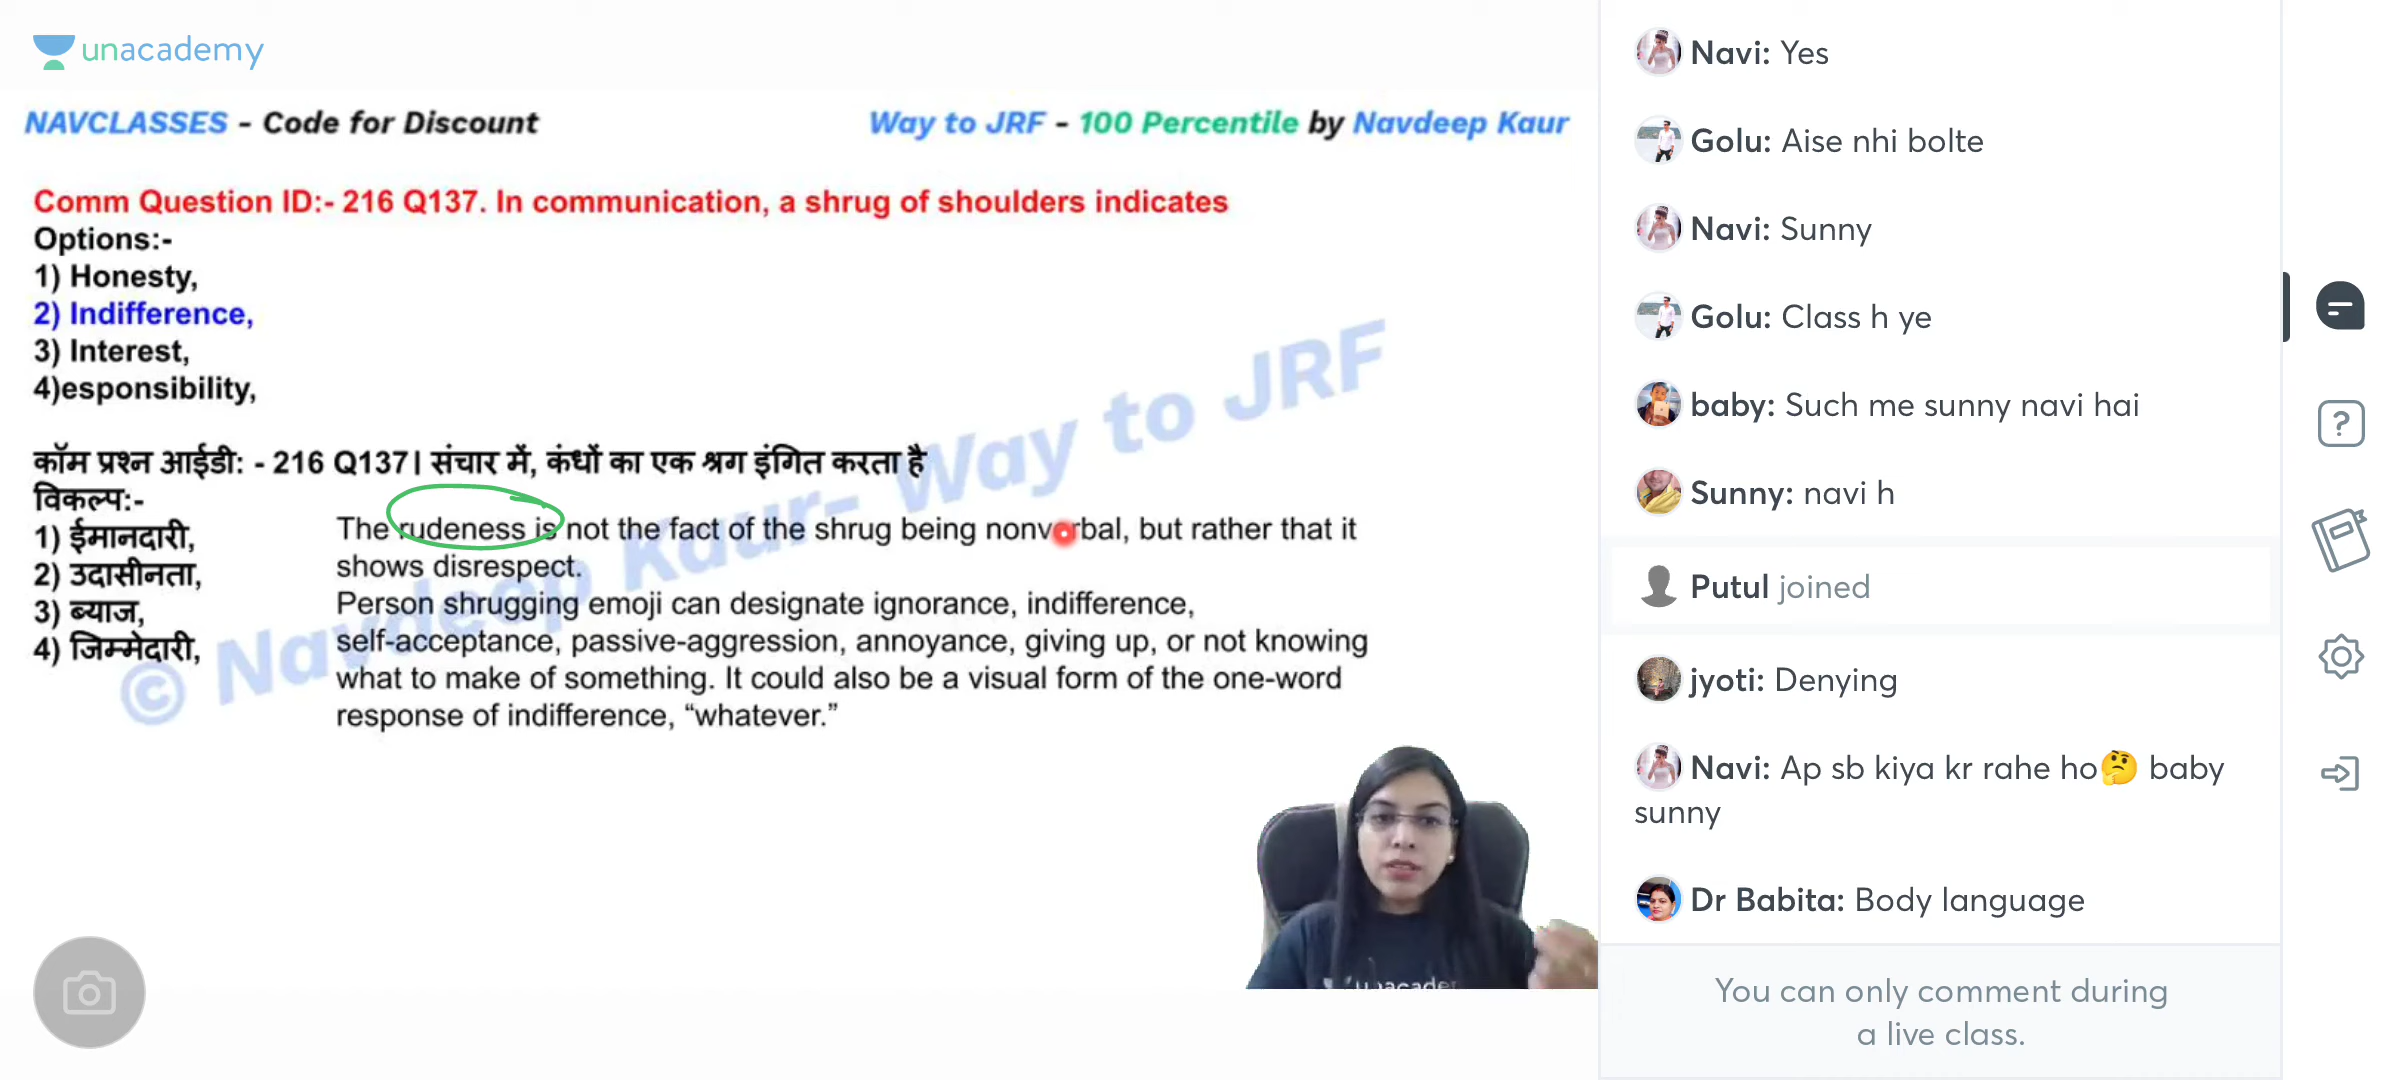 unacademy
NAVCLASSES - Code for Discount
Way to JRF - 100 Percentile by Navdeep Kaur
Comm Question ID:- 216 Q137. In communication, a shrug of shoulders indicates
Options:-
1) Honesty,
2) Indifference,
3) Interest,
4)esponsibility,
कॉम प्रश्न आईडी: - 216 Q137। संचार में, कंधों का एक श्रग इंगित करता है
विकल्प:-
1) ईमानदारी,
2) उदासीनता,
3) ब्याज,
4) जिम्मेदारी,
The rudeness is not the fact of the shrug being nonverbal, but rather that it
shows disrespect.
Person shrugging emoji can designate ignorance, indifference,
self-acceptance, passive-aggression, annoyance, giving up, or not knowing
what to make of something. It could also be a visual form of the one-word
response of indifference, “whatever.”
© Navdeep Kaur- Way to JRF
unacade
Navi: Yes
Golu: Aise nhi bolte
Navi: Sunny
Golu: Class h ye
baby: Such me sunny navi hai
Sunny: navi h
Putul joined
jyoti: Denying
Navi: Ap sb kiya kr rahe ho🤔 baby
sunny
Dr Babita: Body language
You can only comment during
a live class.